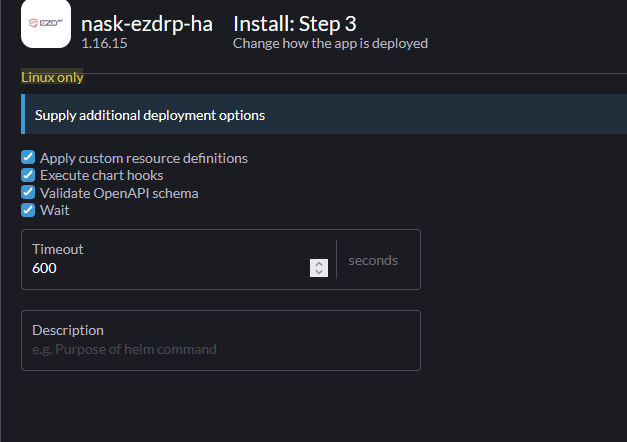 EZD RP
nask-ezdrp-ha
1.16.15
Install: Step 3
Change how the app is deployed
Linux only
Supply additional deployment options
Apply custom resource definitions
Execute chart hooks
Validate OpenAPI schema
Wait
Timeout
600
seconds
Description
e.g. Purpose of helm command